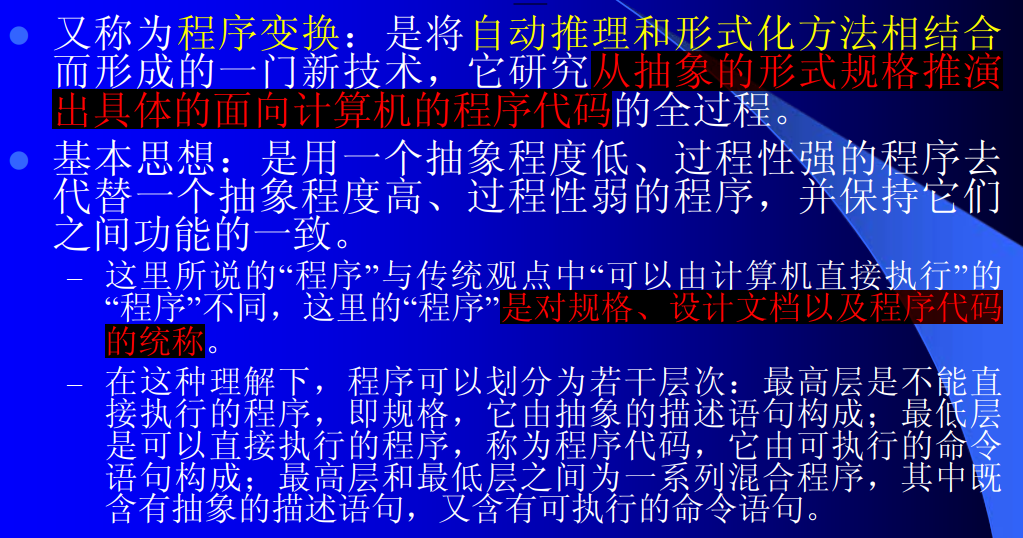 又称为程序变换：是将自动推理和形式化方法相结合
而形成的一门新技术，它研究从抽象的形式规格推演
出具体的面向计算机的程序代码的全过程。
基本思想：是用一个抽象程度低、过程性强的程序去
代替一个抽象程度高、过程性弱的程序，并保持它们
之间功能的一致。
– 这里所说的“程序”与传统观点中“可以由计算机直接执行”的
“程序”不同，这里的“程序”是对规格、设计文档以及程序代码
的统称。
– 在这种理解下，程序可以划分为若干层次：最高层是不能直
接执行的程序，即规格，它由抽象的描述语句构成；最低层
是可以直接执行的程序，称为程序代码，它由可执行的命令
语句构成；最高层和最低层之间为一系列混合程序，其中既
含有抽象的描述语句，又含有可执行的命令语句。